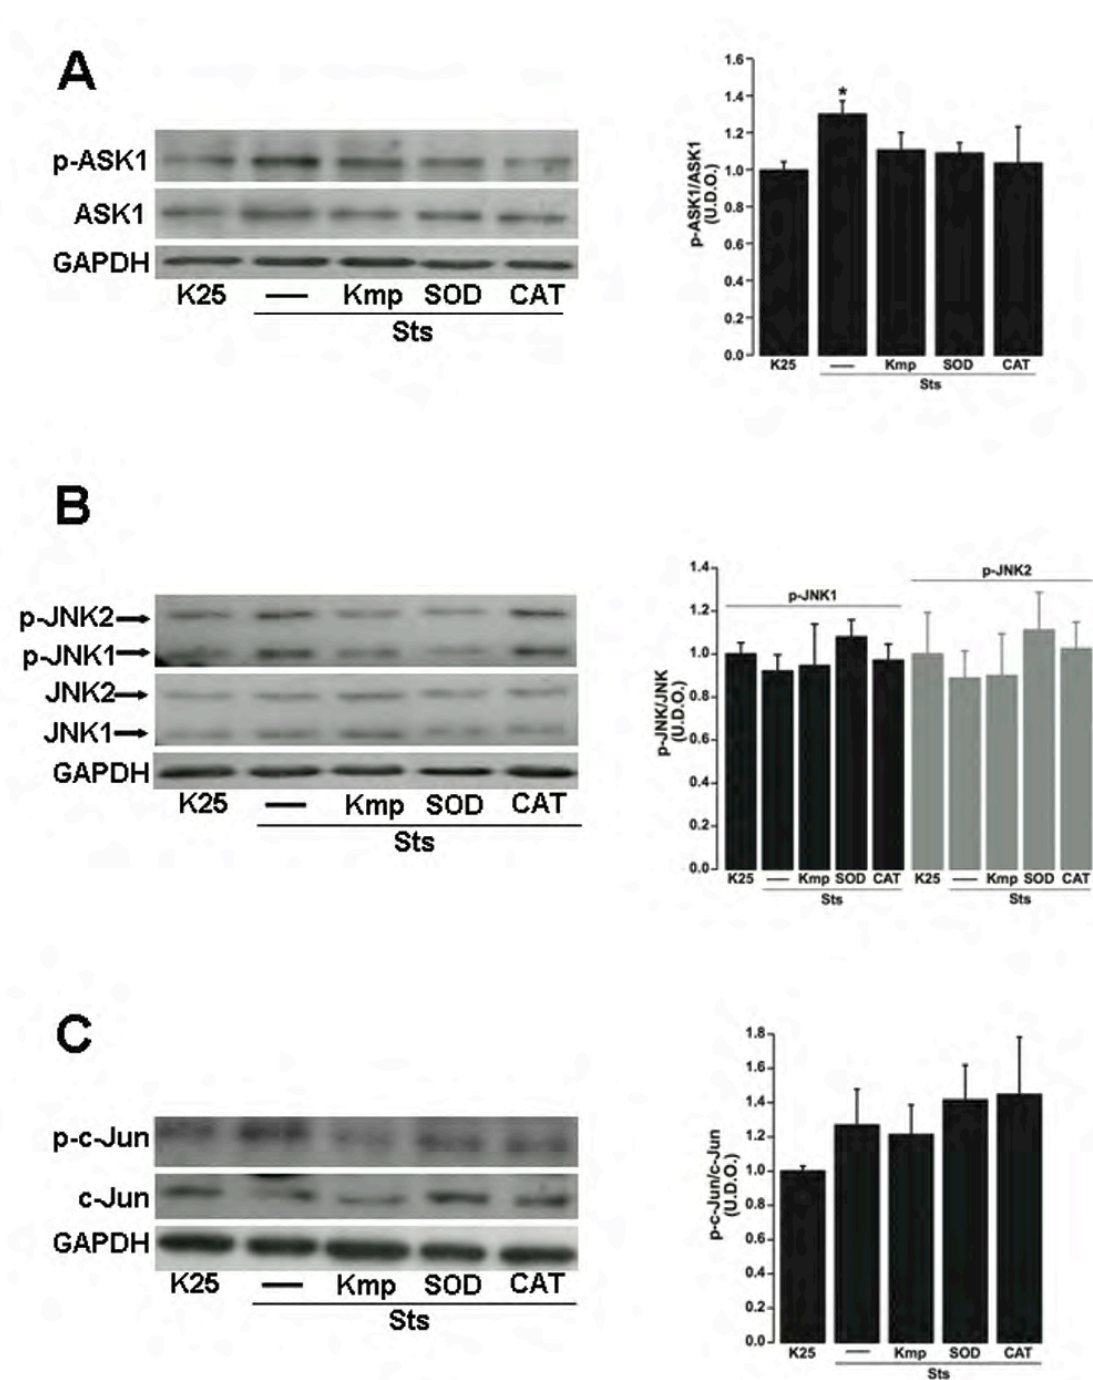 A
p-ASK1
ASK1
GAPDH
K25 — Kmp SOD CAT
Sts
p-ASK1/ASK1
(U.D.O.)
1.6
1.4
*
1.2
1.0
0.8
0.6
0.4
0.2
0.0
K25 — Kmp SOD CAT
Sts
B
p-JNK2
p-JNK1
JNK2
JNK1
GAPDH
K25 — Kmp SOD CAT
Sts
p-JNK/JNK
(U.D.O.)
p-JNK2
p-JNK1
1.4
1.2
1.0
0.8
0.6
0.4
0.2
0.0
K25 — Kmp SOD CAT K25 — Kmp SOD CAT
Sts Sts
C
p-c-Jun
c-Jun
GAPDH
K25 — Kmp SOD CAT
Sts
p-c-Jun/c-Jun
(U.D.O.)
1.8
1.6
1.4
1.2
1.0
0.8
0.6
0.4
0.2
0.0
K25 — Kmp SOD CAT
Sts